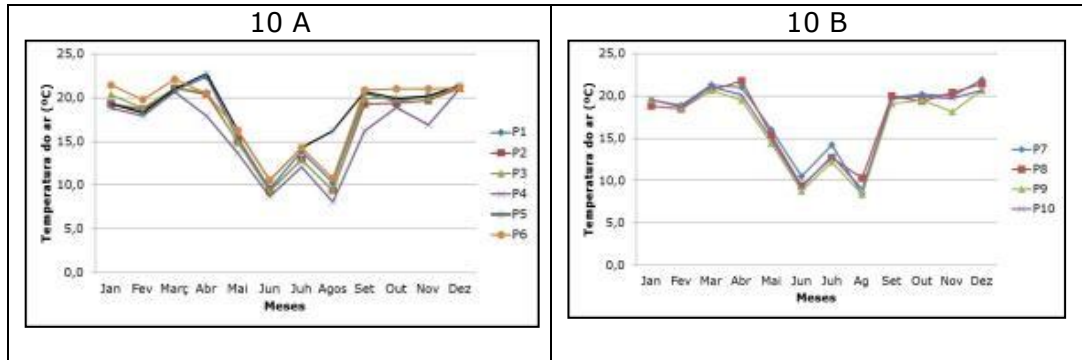 10 A
10 B
25,0
20,0
15,0
10,0
5,0
0,0
Temperatura do ar (ºC)
Jan Fev Març Abr Mai Jun Juh Agos Set Out Nov Dez
Meses
P1
P2
P3
P4
P5
P6
25,0
20,0
15,0
10,0
5,0
0,0
Temperatura do ar (ºC)
Jan Fev Mar Abr Mai Jun Juh Ag Set Out Nov Dez
Meses
P7
P8
P9
P10